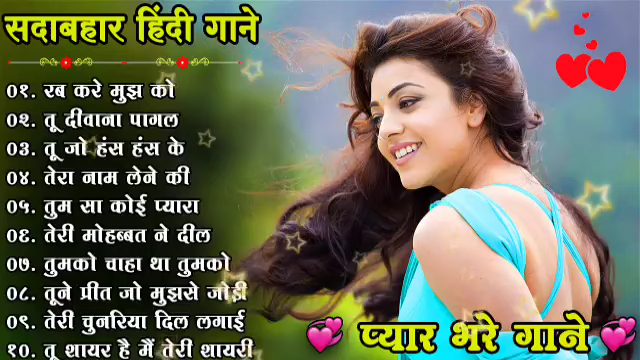 सदाबहार हिंदी गाने
०१. रब करे मुझ को
०२. तू दीवाना पागल
०३. तू जो हंस हंस के
०४. तेरा नाम लेने की
०५. तुम सा कोई प्यारा
०६. तेरी मोहब्बत ने दील
०७. तुमको चाहा था तुमको
०८. तूने प्रीत जो मुझसे जोड़ी
०९. तेरी चुनरिया दिल लगाई
१०. तू शायर है मैं तेरी शायरी
प्यार भरे गाने